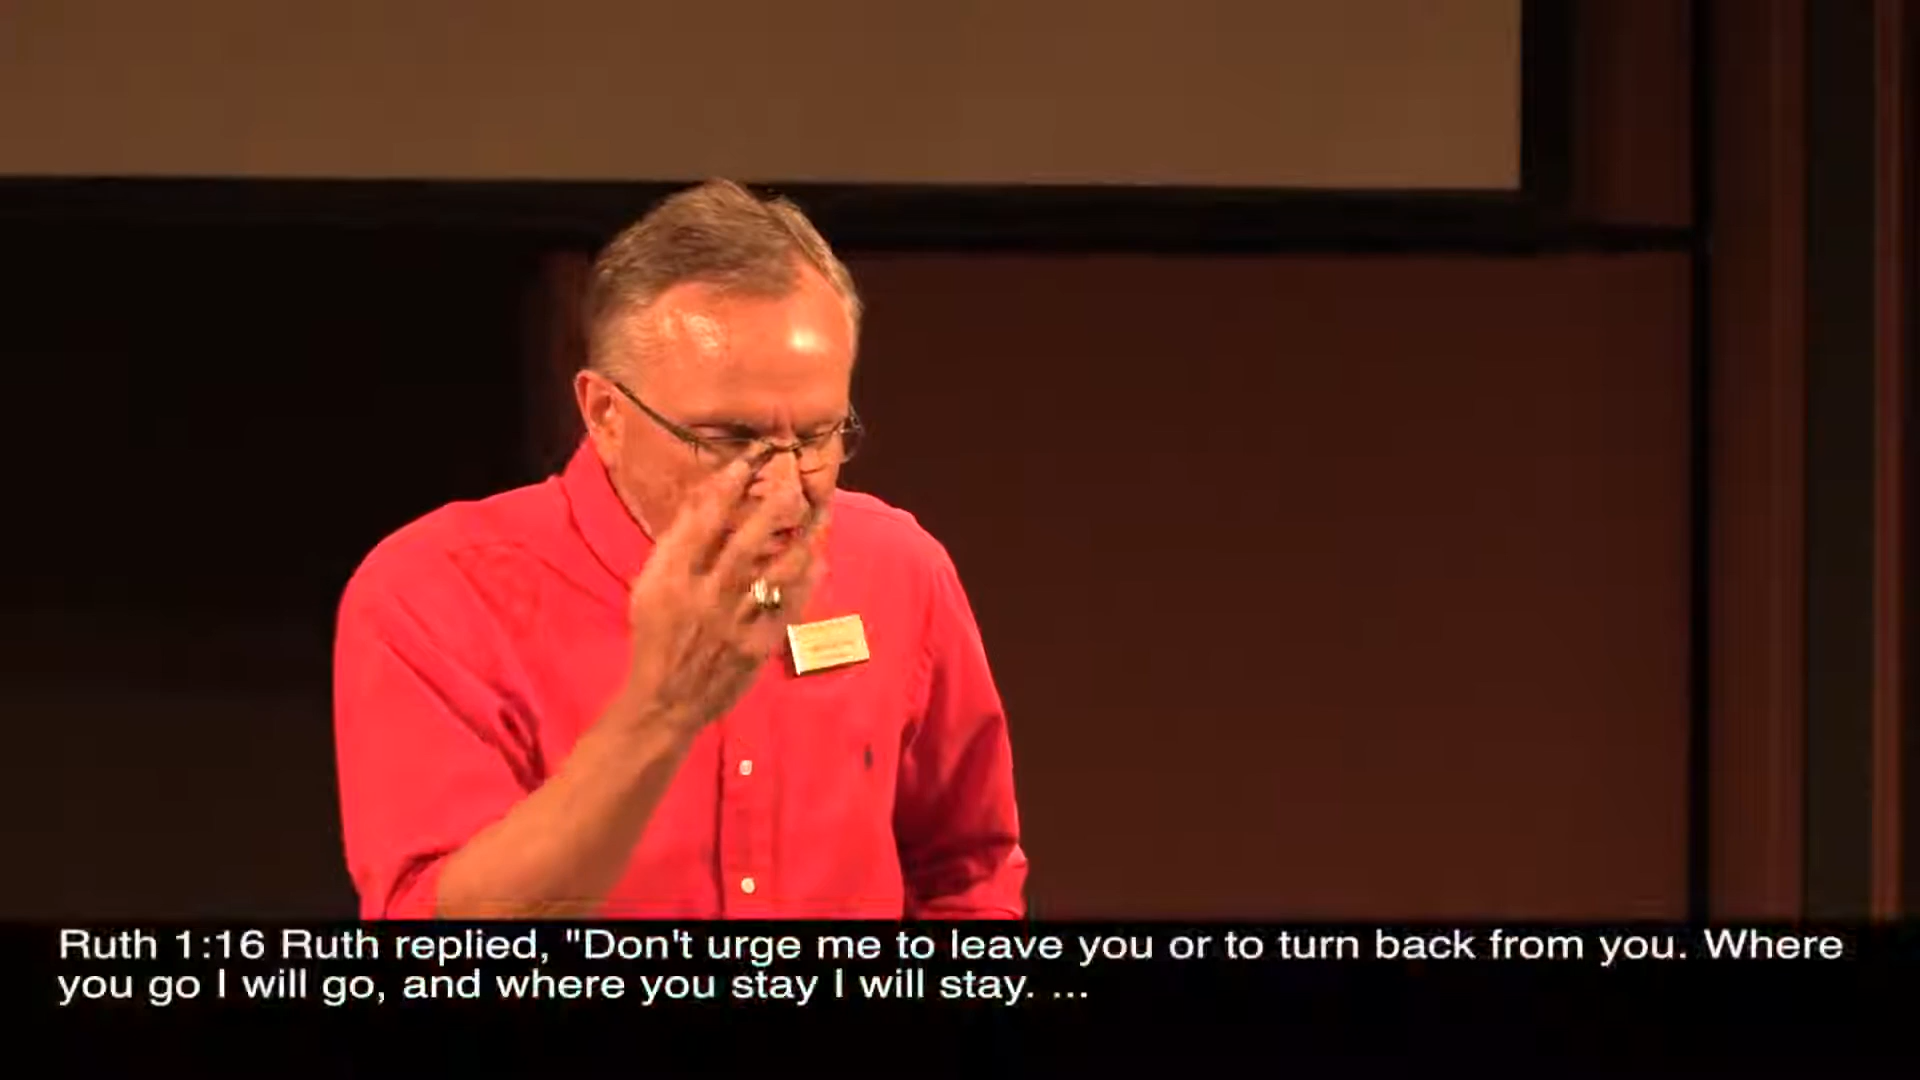 Ruth 1:16 Ruth replied, "Don't urge me to leave you or to turn back from you. Where
you go I will go, and where you stay I will stay. ...